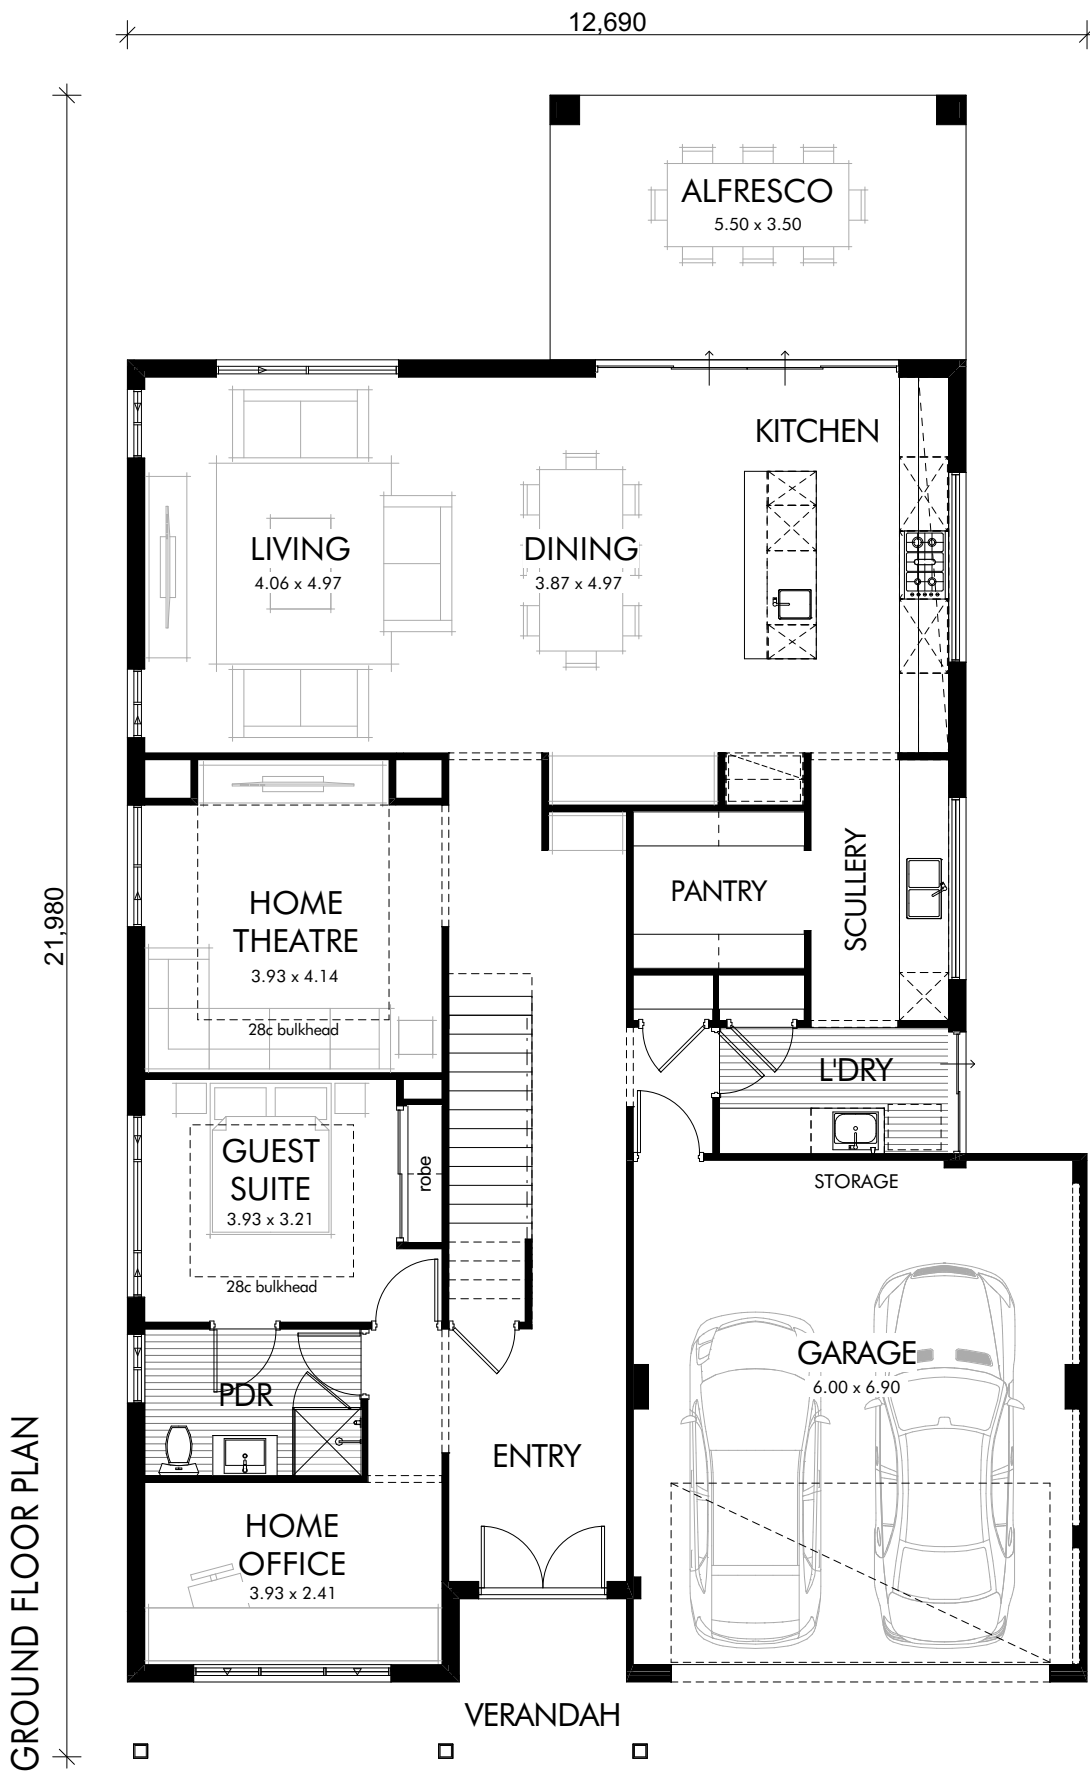 12,690
ALFRESCO
5.50 x 3.50
KITCHEN
LIVING
4.06 x 4.97
DINING
3.87 x 4.97
21,980
HOME
THEATRE
3.93 x 4.14
28c bulkhead
PANTRY
SCULLERY
L'DRY
GUEST
SUITE
3.93 x 3.21
28c bulkhead
robe
STORAGE
GARAGE
6.00 x 6.90
PDR
ENTRY
HOME
OFFICE
3.93 x 2.41
VERANDAH
GROUND FLOOR PLAN